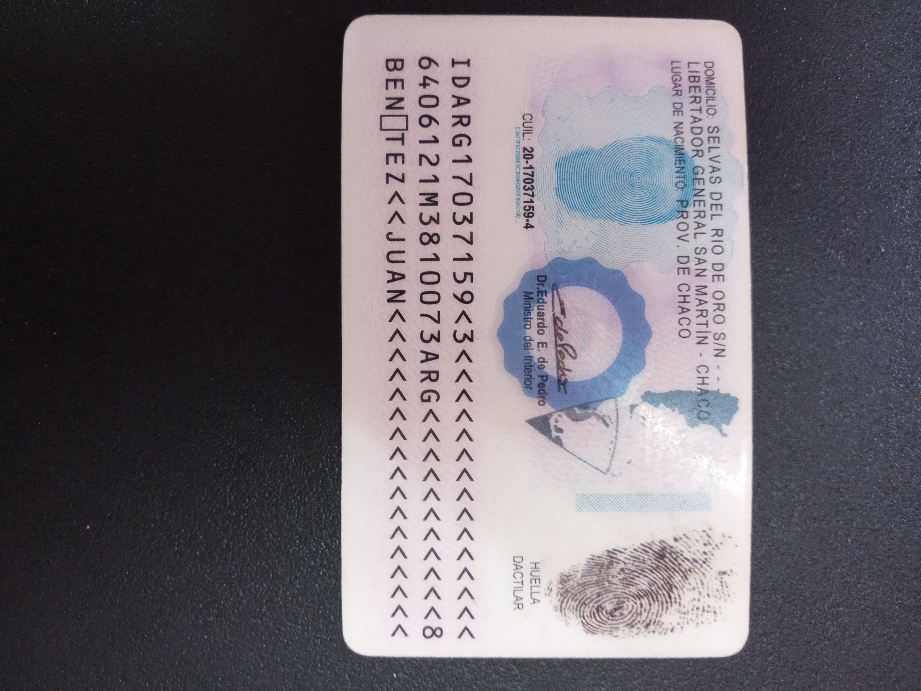 DOMICILIO: SELVAS DEL RIO DE ORO S/N - - -
LIBERTADOR GENERAL SAN MARTÍN - CHACO
LUGAR DE NACIMIENTO: PROV. DE CHACO
CUIL: 20-17037159-4
Dr. Eduardo E. de Pedro
Ministro del Interior
HUELLA
DACTILAR
IDARG17037159<3<<<<<<<<<<<<<<<
6406121M3810073ARG<<<<<<<<<<<8
BEN□TEZ<<JUAN<<<<<<<<<<<<<<<<<